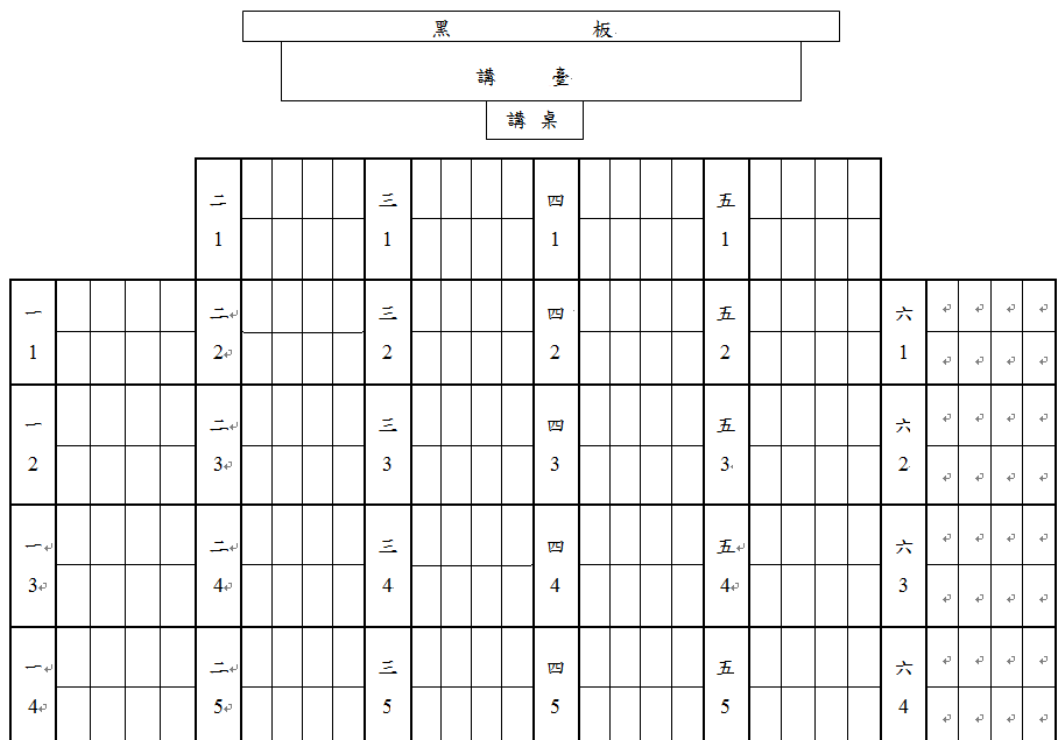 黑 板
講 臺
講 桌
二 三 四 五
1 1 1 1
一 二 三 四 五 六
1 2 2 2 2 1
一 二 三 四 五 六
2 3 3 3 3 2
一 二 三 四 五 六
3 4 4 4 4 3
一 二 三 四 五 六
4 5 5 5 5 4